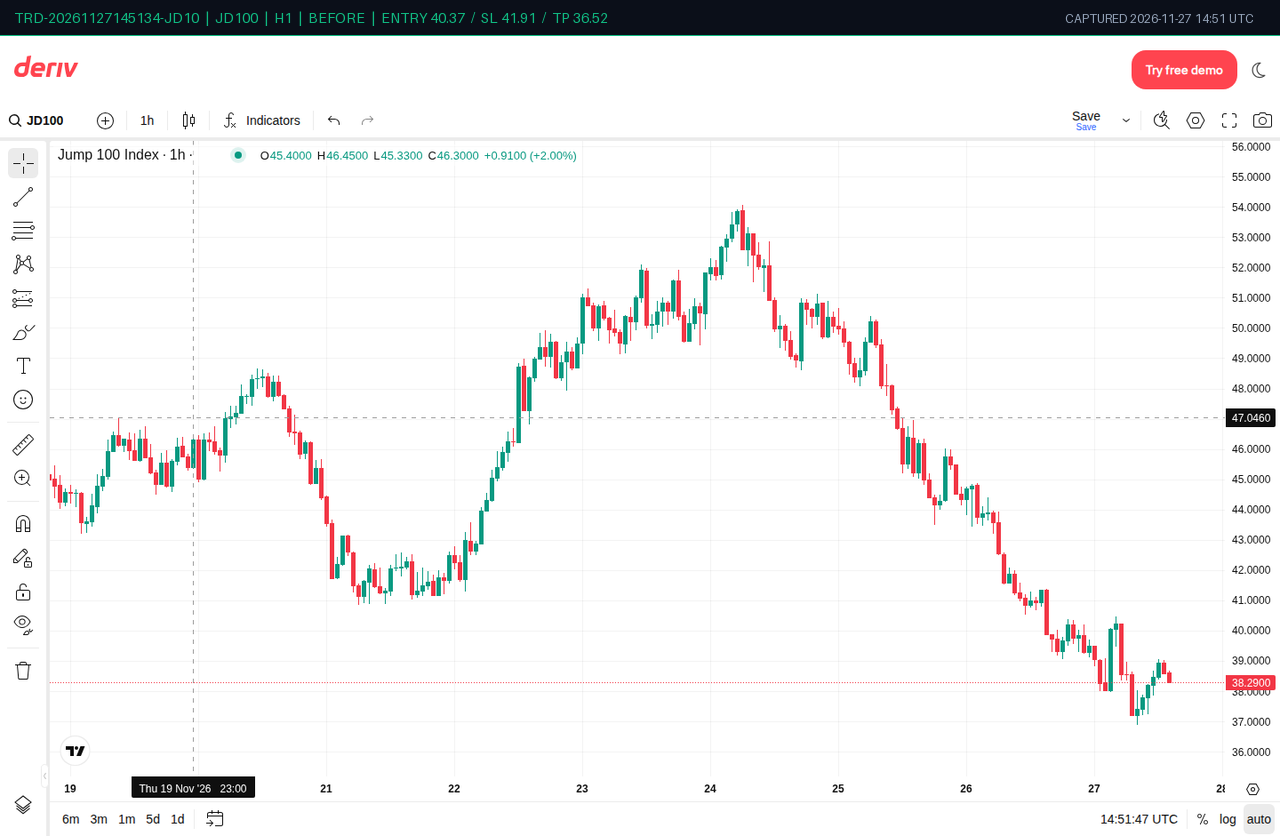 TRD-20261127145134-JD10 | JD100 | H1 | BEFORE | ENTRY 40.37 / SL 41.91 / TP 36.52
CAPTURED 2026-11-27 14:51 UTC
deriv
Try free demo
JD100
1h
Indicators
Save
Save
Jump 100 Index · 1h ·
O45.4000 H46.4500 L45.3300 C46.3000 +0.9100 (+2.00%)
56.0000
55.0000
54.0000
53.0000
52.0000
51.0000
50.0000
49.0000
48.0000
47.0460
46.0000
45.0000
44.0000
43.0000
42.0000
41.0000
40.0000
39.0000
38.2900
38.0000
37.0000
36.0000
19
Thu 19 Nov '26 23:00
21
22
23
24
25
26
27
28
6m 3m 1m 5d 1d
14:51:47 UTC
% log auto